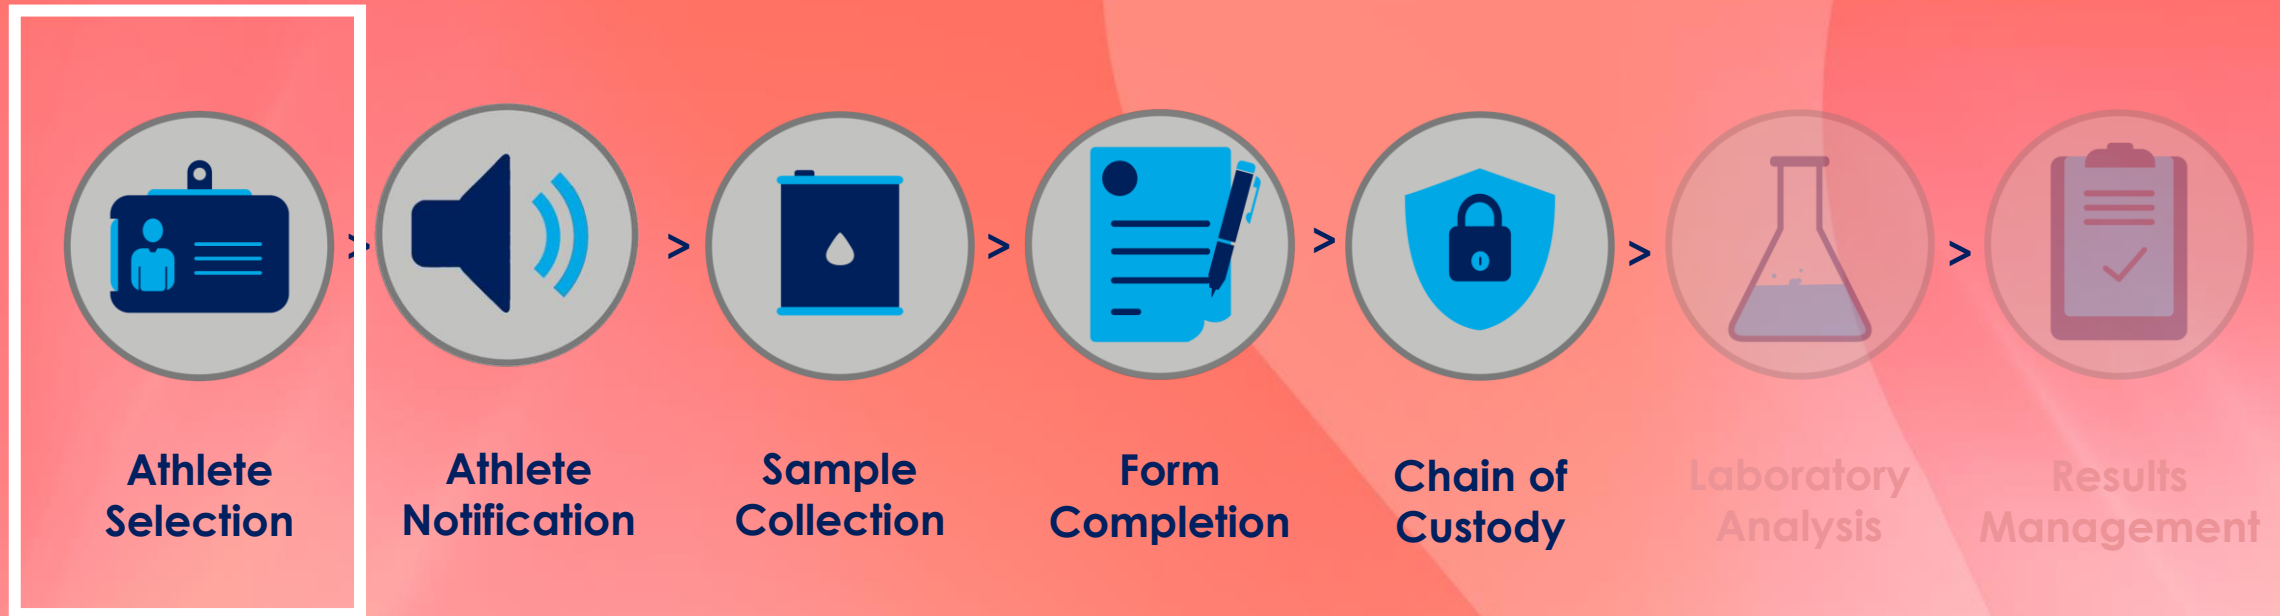 Athlete
Selection
>
Athlete
Notification
>
Sample
Collection
>
Form
Completion
>
Chain of
Custody
>
Laboratory
Analysis
>
Results
Management